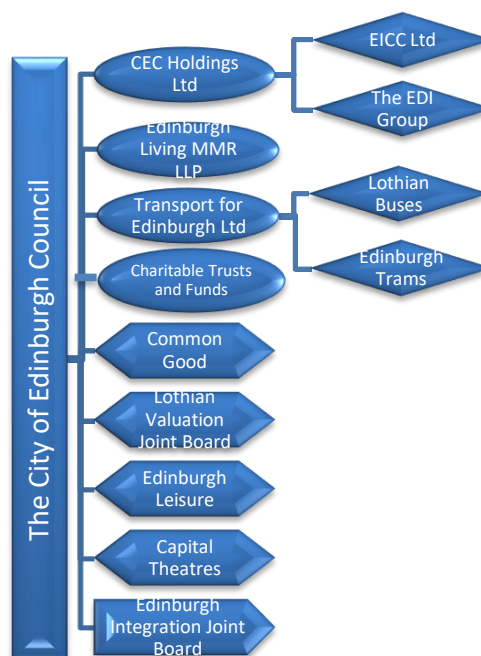 The City of Edinburgh Council
CEC Holdings
Ltd
EICC Ltd
The EDI
Group
Edinburgh
Living MMR
LLP
Transport for
Edinburgh Ltd
Lothian
Buses
Edinburgh
Trams
Charitable Trusts
and Funds
Common
Good
Lothian
Valuation
Joint Board
Edinburgh
Leisure
Capital
Theatres
Edinburgh
Integration Joint
Board